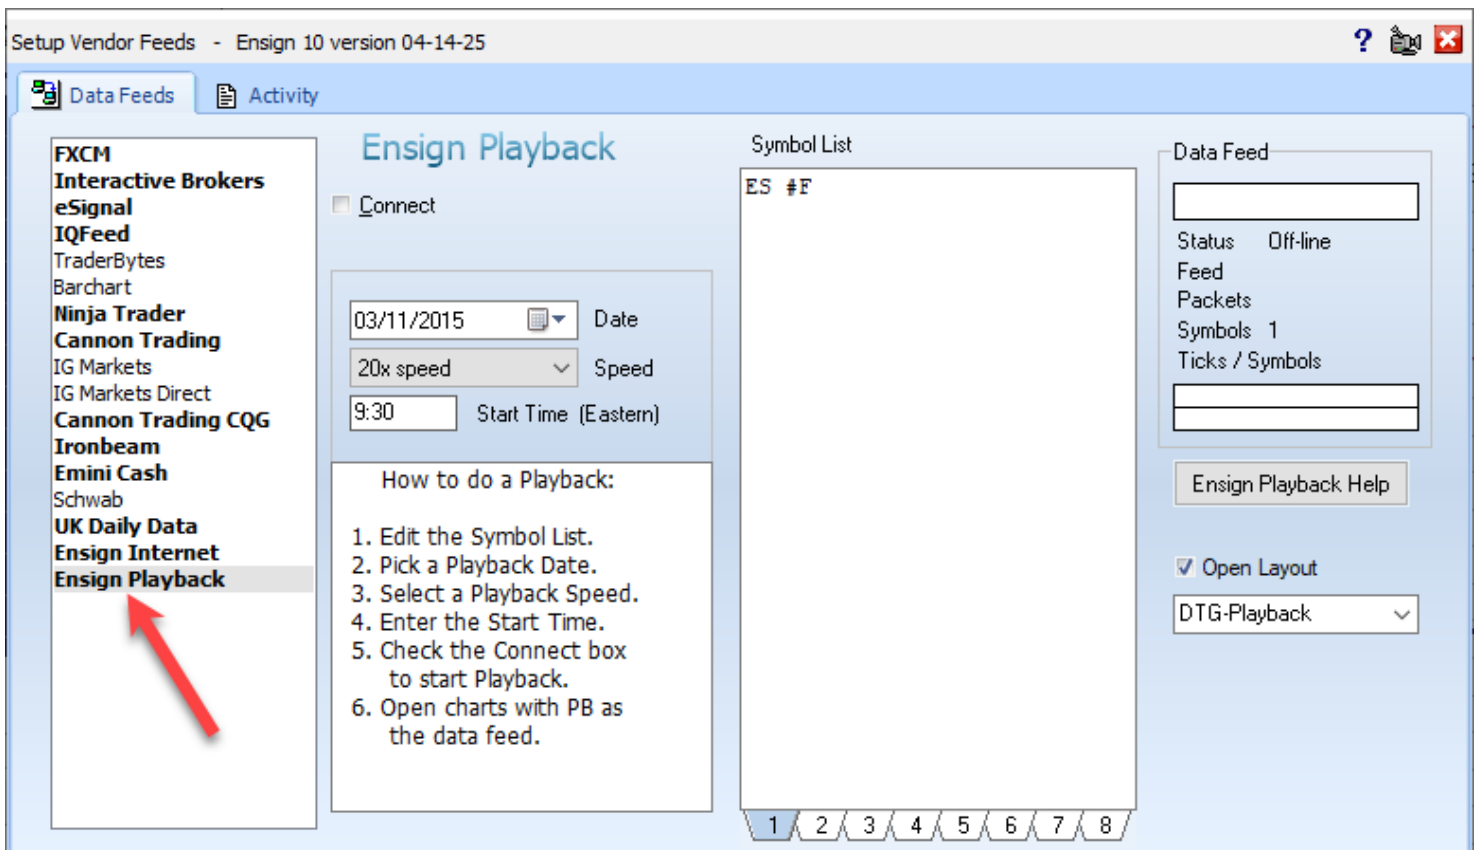 Setup Vendor Feeds - Ensign 10 version 04-14-25
?
Data Feeds
Activity
FXCM
Interactive Brokers
eSignal
IQFeed
TraderBytes
Barchart
Ninja Trader
Cannon Trading
IG Markets
IG Markets Direct
Cannon Trading CQG
Ironbeam
Emini Cash
Schwab
UK Daily Data
Ensign Internet
Ensign Playback
Ensign Playback
Connect
03/11/2015 Date
20x speed Speed
9:30 Start Time (Eastern)
How to do a Playback:
1. Edit the Symbol List.
2. Pick a Playback Date.
3. Select a Playback Speed.
4. Enter the Start Time.
5. Check the Connect box
to start Playback.
6. Open charts with PB as
the data feed.
Symbol List
ES #F
1 2 3 4 5 6 7 8
Data Feed
Status Off-line
Feed
Packets
Symbols 1
Ticks / Symbols
Ensign Playback Help
Open Layout
DTG-Playback